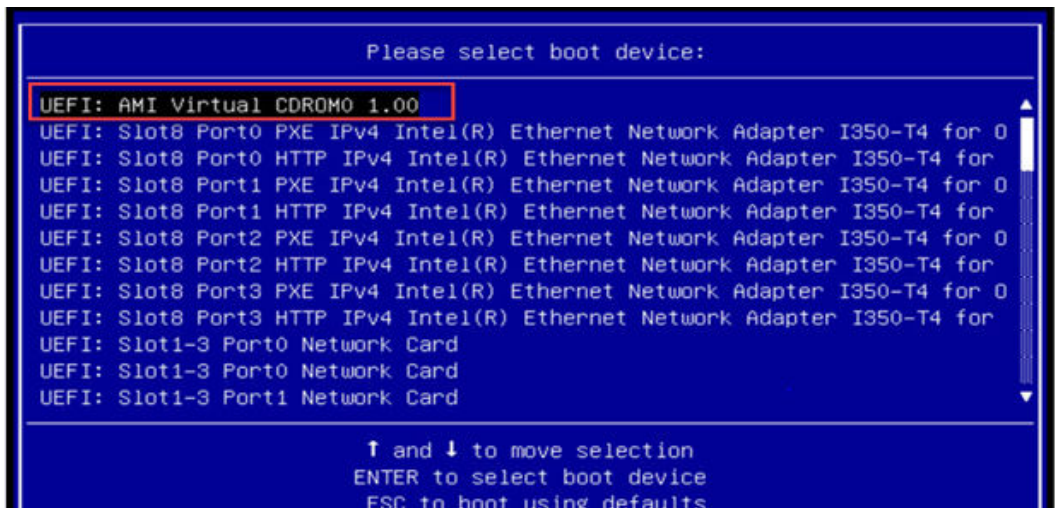 Please select boot device:
UEFI: AMI Virtual CDROM0 1.00
UEFI: Slot8 Port0 PXE IPv4 Intel(R) Ethernet Network Adapter I350-T4 for O
UEFI: Slot8 Port0 HTTP IPv4 Intel(R) Ethernet Network Adapter I350-T4 for
UEFI: Slot8 Port1 PXE IPv4 Intel(R) Ethernet Network Adapter I350-T4 for O
UEFI: Slot8 Port1 HTTP IPv4 Intel(R) Ethernet Network Adapter I350-T4 for
UEFI: Slot8 Port2 PXE IPv4 Intel(R) Ethernet Network Adapter I350-T4 for O
UEFI: Slot8 Port2 HTTP IPv4 Intel(R) Ethernet Network Adapter I350-T4 for
UEFI: Slot8 Port3 PXE IPv4 Intel(R) Ethernet Network Adapter I350-T4 for O
UEFI: Slot8 Port3 HTTP IPv4 Intel(R) Ethernet Network Adapter I350-T4 for
UEFI: Slot1-3 Port0 Network Card
UEFI: Slot1-3 Port0 Network Card
UEFI: Slot1-3 Port1 Network Card
↑ and ↓ to move selection
ENTER to select boot device
ESC to boot using defaults